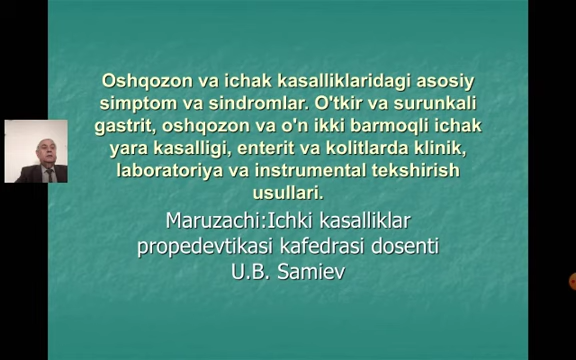 Oshqozon va ichak kasalliklaridagi asosiy
simptom va sindromlar. O'tkir va surunkali
gastrit, oshqozon va o'n ikki barmoqli ichak
yara kasalligi, enterit va kolitlarda klinik,
laboratoriya va instrumental tekshirish
usullari.
Maruzachi:Ichki kasalliklar
propedevtikasi kafedrasi dosenti
U.B. Samiev